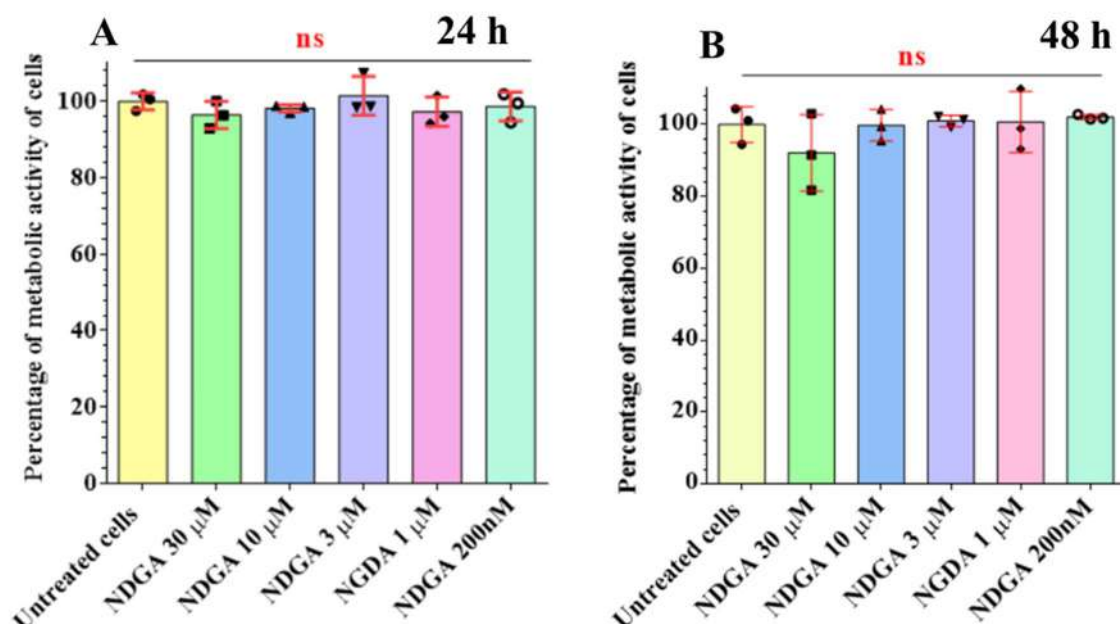 A
ns
24 h
Percentage of metabolic activity of cells
100
80
60
40
20
0
Untreated cells
NDGA 30 µM
NDGA 10 µM
NDGA 3 µM
NGDA 1 µM
NDGA 200nM
B
ns
48 h
Percentage of metabolic activity of cells
100
80
60
40
20
0
Untreated cells
NDGA 30 µM
NDGA 10 µM
NDGA 3 µM
NGDA 1 µM
NDGA 200nM